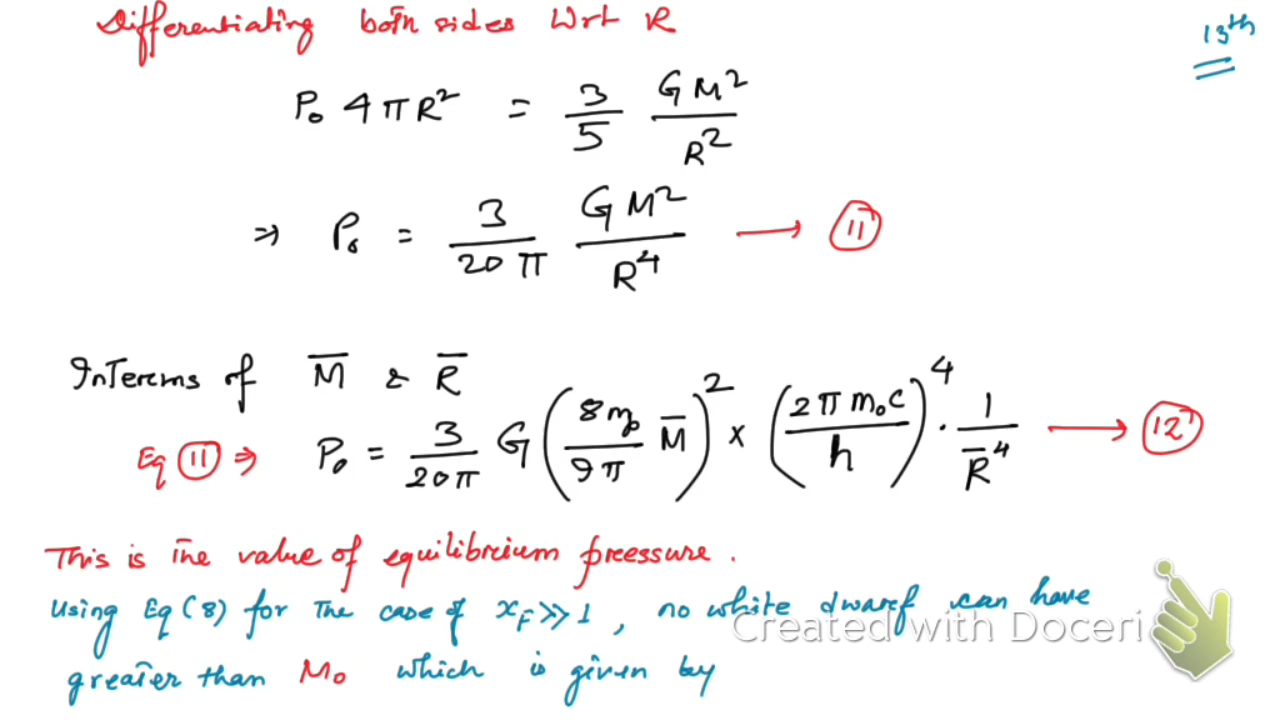 Differentiating both sides wrt R
13th
P₀ 4πR² = 3/5 GM²/R²
⇒ P₀ = 3/20π GM²/R⁴ → 11
Interms of M̅ & R̅
Eq 11 ⇒ P₀ = 3/20π G (8mₚ/9π M̅)² × (2πm₀c/h)⁴ · 1/R̅⁴ → 12
This is the value of equilibrium pressure.
Using Eq (8) for the case of x_F >> 1, no white dwarf can have
Created with Doceri
greater than M₀ which is given by